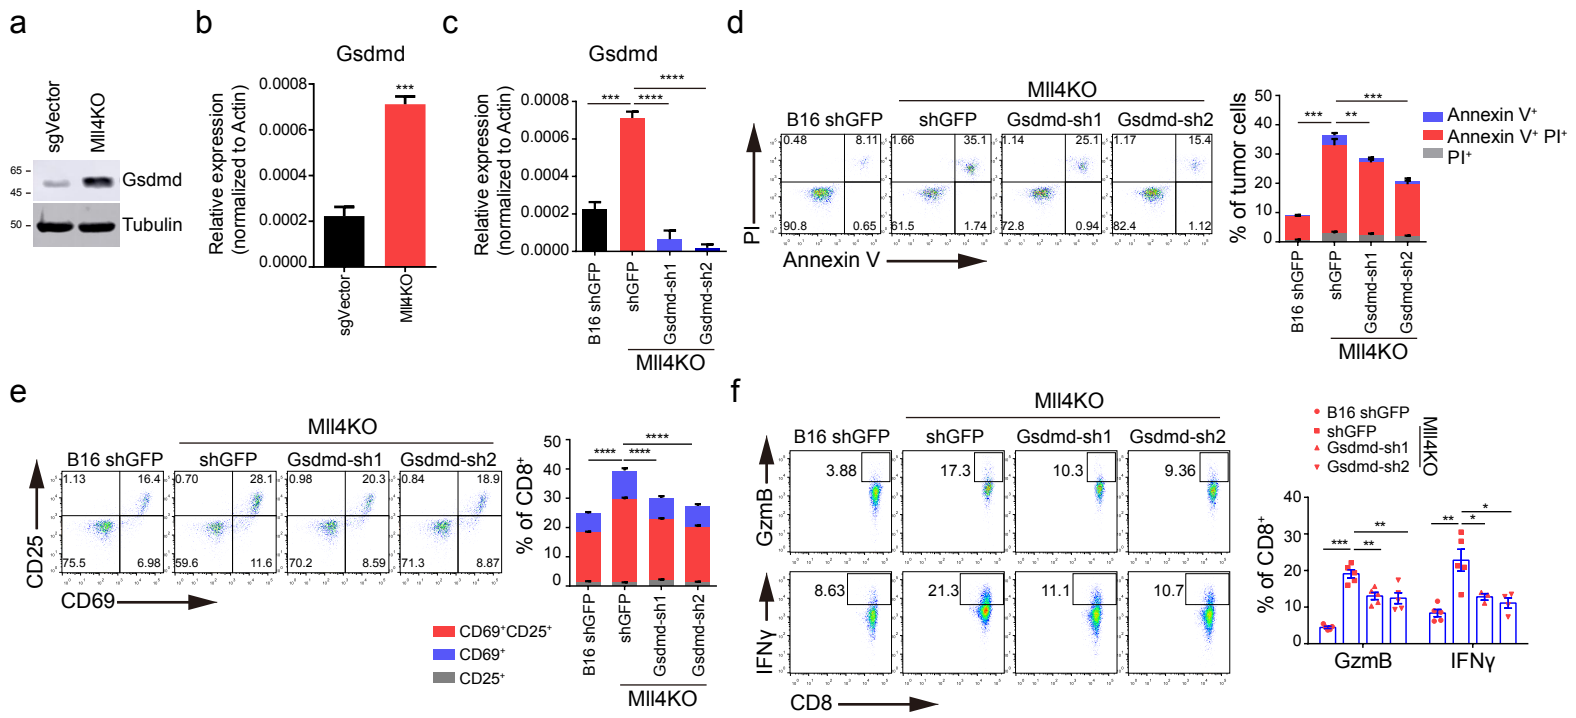 a
sgVector
Mll4KO
65
45
Gsdmd
50
Tubulin
b
Gsdmd
Relative expression
(normalized to Actin)
0.0008
0.0006
0.0004
0.0002
0.0000
***
sgVector
Mll4KO
c
Gsdmd
Relative expression
(normalized to Actin)
0.0008
0.0006
0.0004
0.0002
0.0000
****
*** ****
B16 shGFP
shGFP
Gsdmd-sh1
Gsdmd-sh2
Mll4KO
d
Mll4KO
B16 shGFP shGFP Gsdmd-sh1 Gsdmd-sh2
0.48 8.11 1.66 35.1 1.14 25.1 1.17 15.4
90.8 0.65 61.5 1.74 72.8 0.94 82.4 1.12
PI
Annexin V
% of tumor cells
50
40
30
20
10
0
***
*** **
Annexin V⁺
Annexin V⁺ PI⁺
PI⁺
B16 shGFP
shGFP
Gsdmd-sh1
Gsdmd-sh2
Mll4KO
e
Mll4KO
B16 shGFP shGFP Gsdmd-sh1 Gsdmd-sh2
1.13 16.4 0.70 28.1 0.98 20.3 0.84 18.9
75.5 6.98 59.6 11.6 70.2 8.59 71.3 8.87
CD25
CD69
% of CD8⁺
50
40
30
20
10
0
****
**** ****
CD69⁺CD25⁺
CD69⁺
CD25⁺
B16 shGFP
shGFP
Gsdmd-sh1
Gsdmd-sh2
Mll4KO
f
Mll4KO
B16 shGFP shGFP Gsdmd-sh1 Gsdmd-sh2
3.88 17.3 10.3 9.36
GzmB
8.63 21.3 11.1 10.7
IFNγ
CD8
B16 shGFP
shGFP
Gsdmd-sh1
Gsdmd-sh2
Mll4KO
% of CD8⁺
40
30
20
10
0
**
*** **
*
** *
GzmB IFNγ